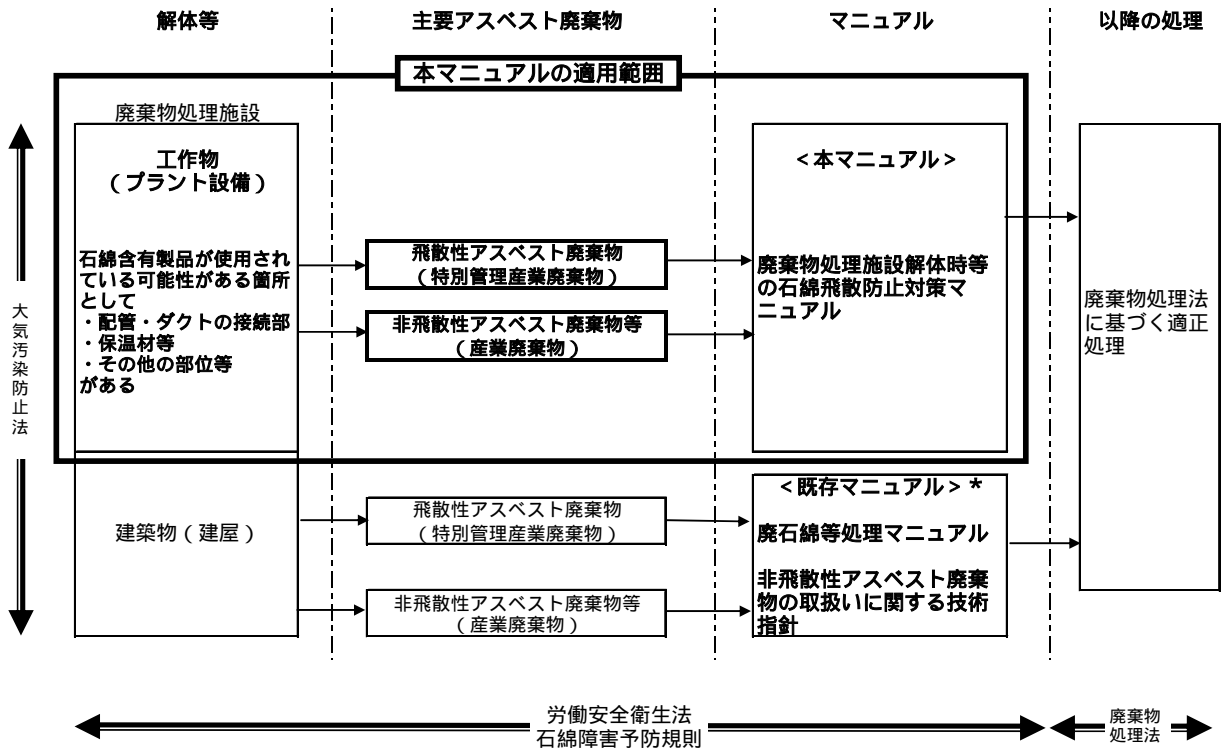 解体等
主要アスベスト廃棄物
マニュアル
以降の処理
本マニュアルの適用範囲
廃棄物処理施設
工作物
（プラント設備）
石綿含有製品が使用され
ている可能性がある箇所
として
・配管・ダクトの接続部
・保温材等
・その他の部位等
がある
飛散性アスベスト廃棄物
（特別管理産業廃棄物）
非飛散性アスベスト廃棄物等
（産業廃棄物）
＜本マニュアル＞
廃棄物処理施設解体時等
の石綿飛散防止対策マ
ニュアル
廃棄物処理法
に基づく適正
処理
大気汚染防止法
建築物（建屋）
飛散性アスベスト廃棄物
（特別管理産業廃棄物）
非飛散性アスベスト廃棄物等
（産業廃棄物）
＜既存マニュアル＞*
廃石綿等処理マニュアル
非飛散性アスベスト廃棄
物の取扱いに関する技術
指針
労働安全衛生法
石綿障害予防規則
廃棄物
処理法